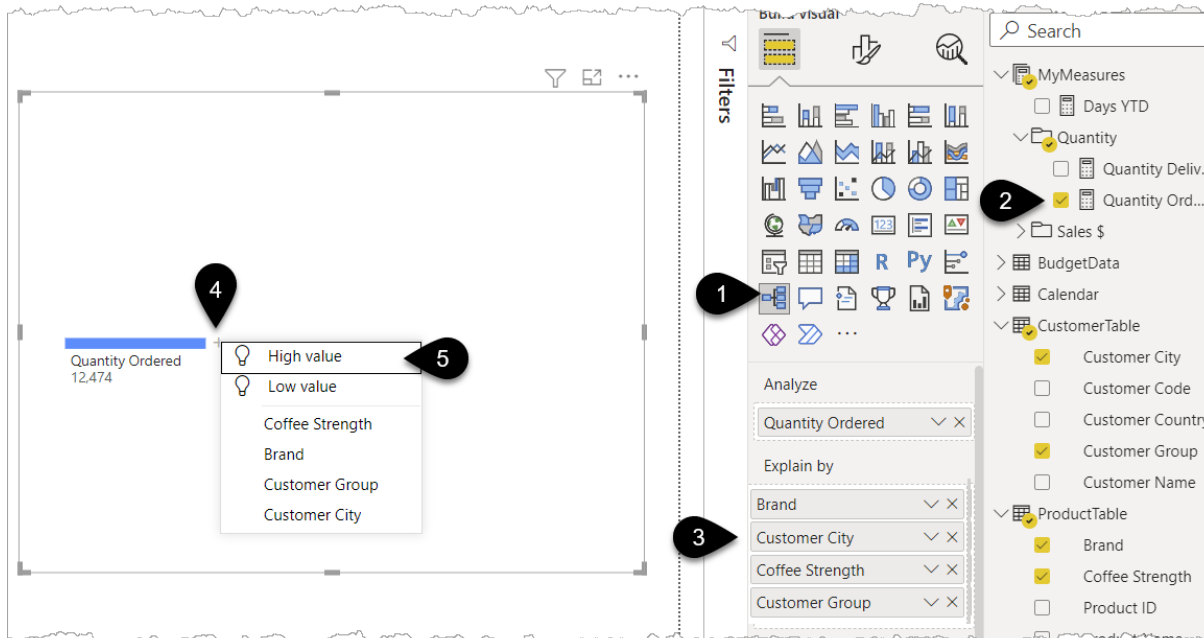 Build visual
Search
Filters
MyMeasures
Days YTD
Quantity
Quantity Deliv.
2
Quantity Ord...
123
Sales $
R
Py
BudgetData
4
1
Calendar
CustomerTable
High value
5
Quantity Ordered
12,474
Low value
Coffee Strength
Brand
Customer Group
Customer City
Analyze
Quantity Ordered
Explain by
Brand
3
Customer City
Coffee Strength
Customer Group
Customer City
Customer Code
Customer Country
Customer Group
Customer Name
ProductTable
Brand
Coffee Strength
Product ID